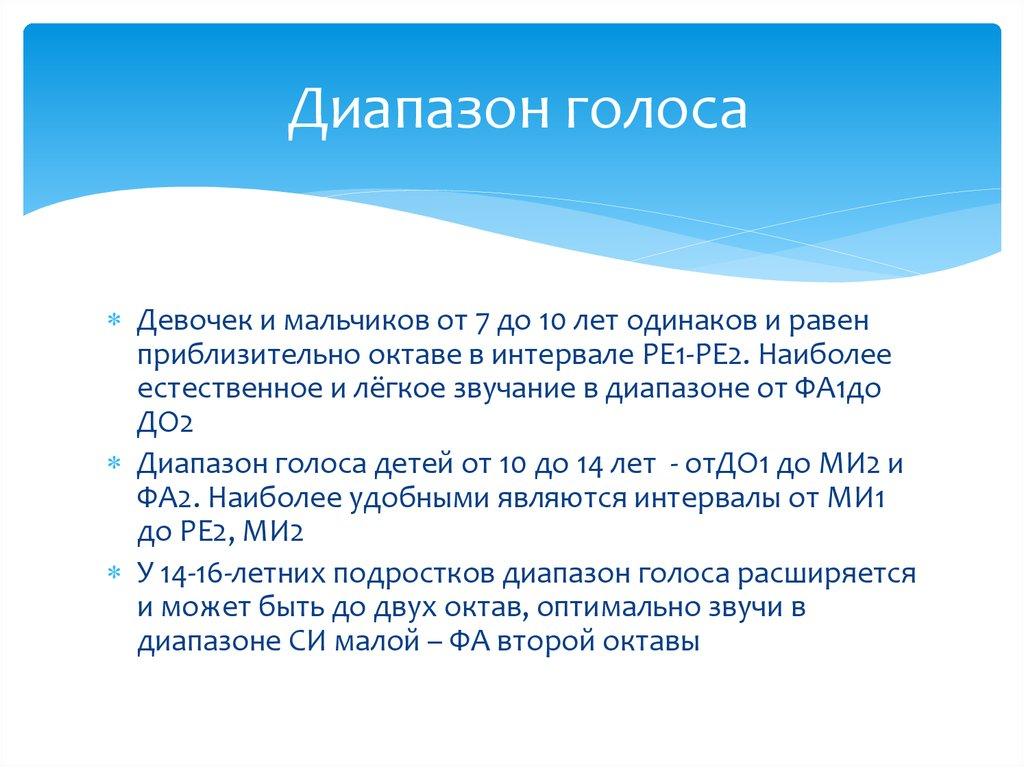 Диапазон голоса
∗ Девочек и мальчиков от 7 до 10 лет одинаков и равен
приблизительно октаве в интервале РЕ1-РЕ2. Наиболее
естественное и лёгкое звучание в диапазоне от ФА1до
ДО2
∗ Диапазон голоса детей от 10 до 14 лет - отДО1 до МИ2 и
ФА2. Наиболее удобными являются интервалы от МИ1
до РЕ2, МИ2
∗ У 14-16-летних подростков диапазон голоса расширяется
и может быть до двух октав, оптимально звучи в
диапазоне СИ малой – ФА второй октавы